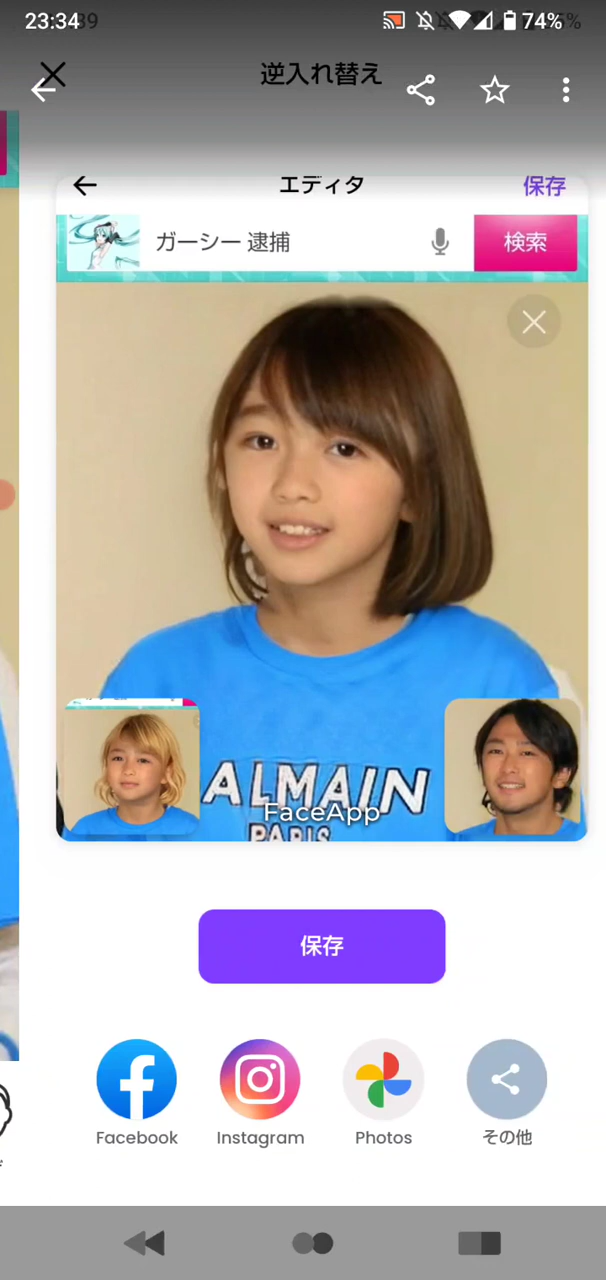 23:34
74%
逆入れ替え
エディタ
保存
ガーシー 逮捕
検索
ALMAIN
PARIS
FaceApp
保存
Facebook
Instagram
Photos
その他